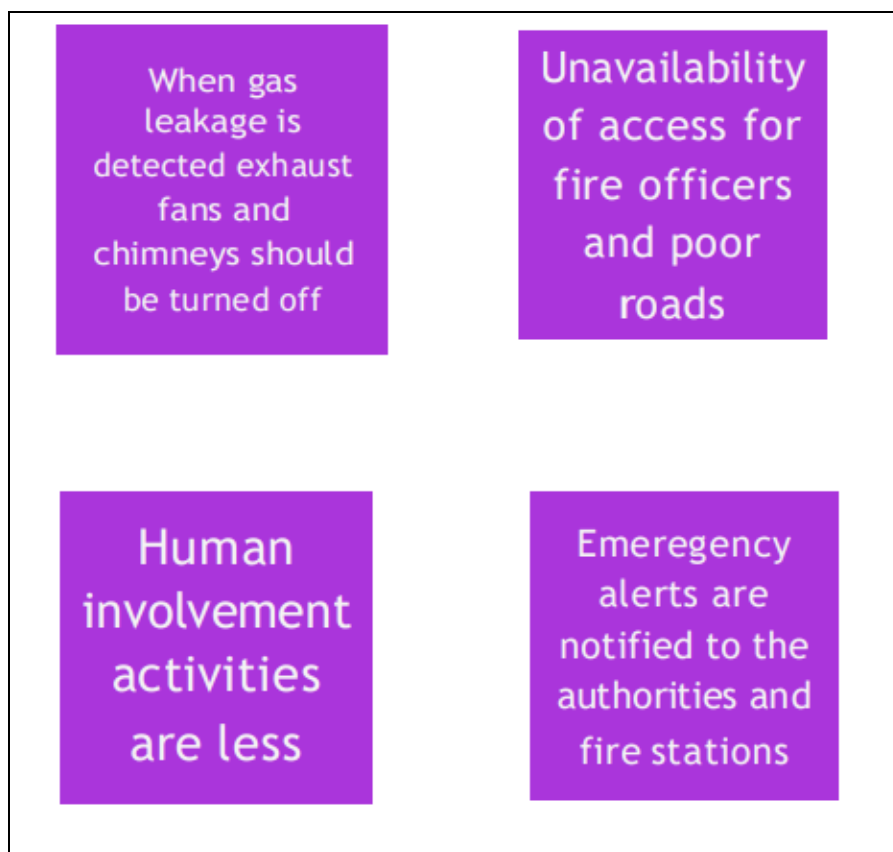 When gas
leakage is
detected exhaust
fans and
chimneys should
be turned off
Unavailability
of access for
fire officers
and poor
roads
Human
involvement
activities
are less
Emeregency
alerts are
notified to the
authorities and
fire stations